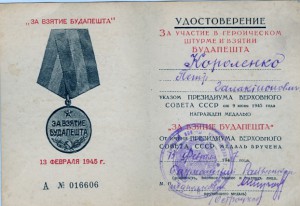 „ЗА ВЗЯТИЕ БУДАПЕШТА"
ЗА ВЗЯТИЕ
БУДАПЕШТА
13 ФЕВРАЛЯ 1945 г.
А № 016606
УДОСТОВЕРЕНИЕ
ЗА УЧАСТИЕ В ГЕРОИЧЕСКОМ
ШТУРМЕ И ВЗЯТИИ
БУДАПЕШТА
Короленко
Петр
Галактионович
УКАЗОМ ПРЕЗИДИУМА ВЕРХОВНОГО
СОВЕТА СССР от 9 июня 1945 года
НАГРАЖДЕН МЕДАЛЬЮ
„ЗА ВЗЯТИЕ БУДАПЕШТА"
ПРЕЗИДИУМА ВЕРХОВНОГО
СОВЕТА СССР МЕДАЛЬ ВРУЧЕНА